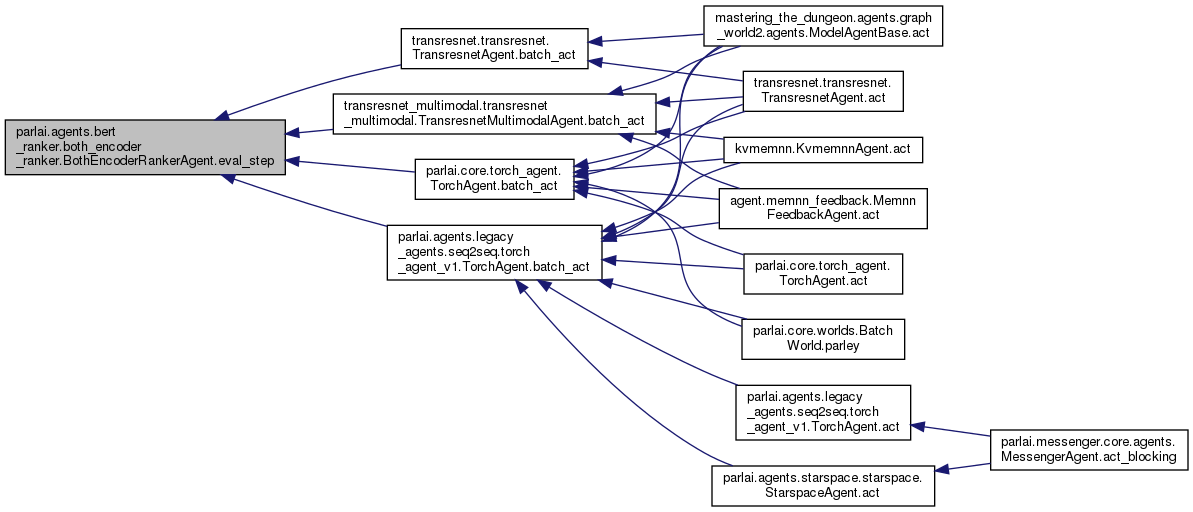 parlai.agents.bert
_ranker.both_encoder
_ranker.BothEncoderRankerAgent.eval_step
transresnet.transresnet.
TransresnetAgent.batch_act
transresnet_multimodal.transresnet
_multimodal.TransresnetMultimodalAgent.batch_act
parlai.core.torch_agent.
TorchAgent.batch_act
parlai.agents.legacy
_agents.seq2seq.torch
_agent_v1.TorchAgent.batch_act
mastering_the_dungeon.agents.graph
_world2.agents.ModelAgentBase.act
transresnet.transresnet.
TransresnetAgent.act
kvmemnn.KvmemnnAgent.act
agent.memnn_feedback.Memnn
FeedbackAgent.act
parlai.core.torch_agent.
TorchAgent.act
parlai.core.worlds.Batch
World.parley
parlai.agents.legacy
_agents.seq2seq.torch
_agent_v1.TorchAgent.act
parlai.agents.starspace.starspace.
StarspaceAgent.act
parlai.messenger.core.agents.
MessengerAgent.act_blocking